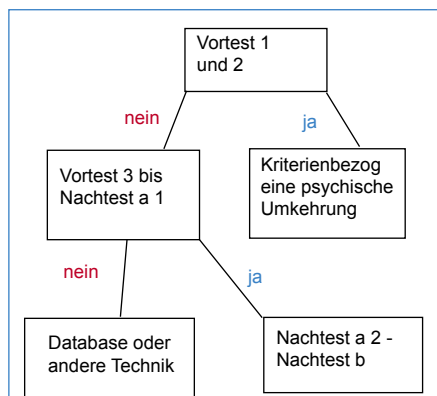 Vortest 1
und 2
nein
ja
Vortest 3 bis
Nachtest a 1
Kriterienbezog
eine psychische
Umkehrung
nein
ja
Database oder
andere Technik
Nachtest a 2 -
Nachtest b